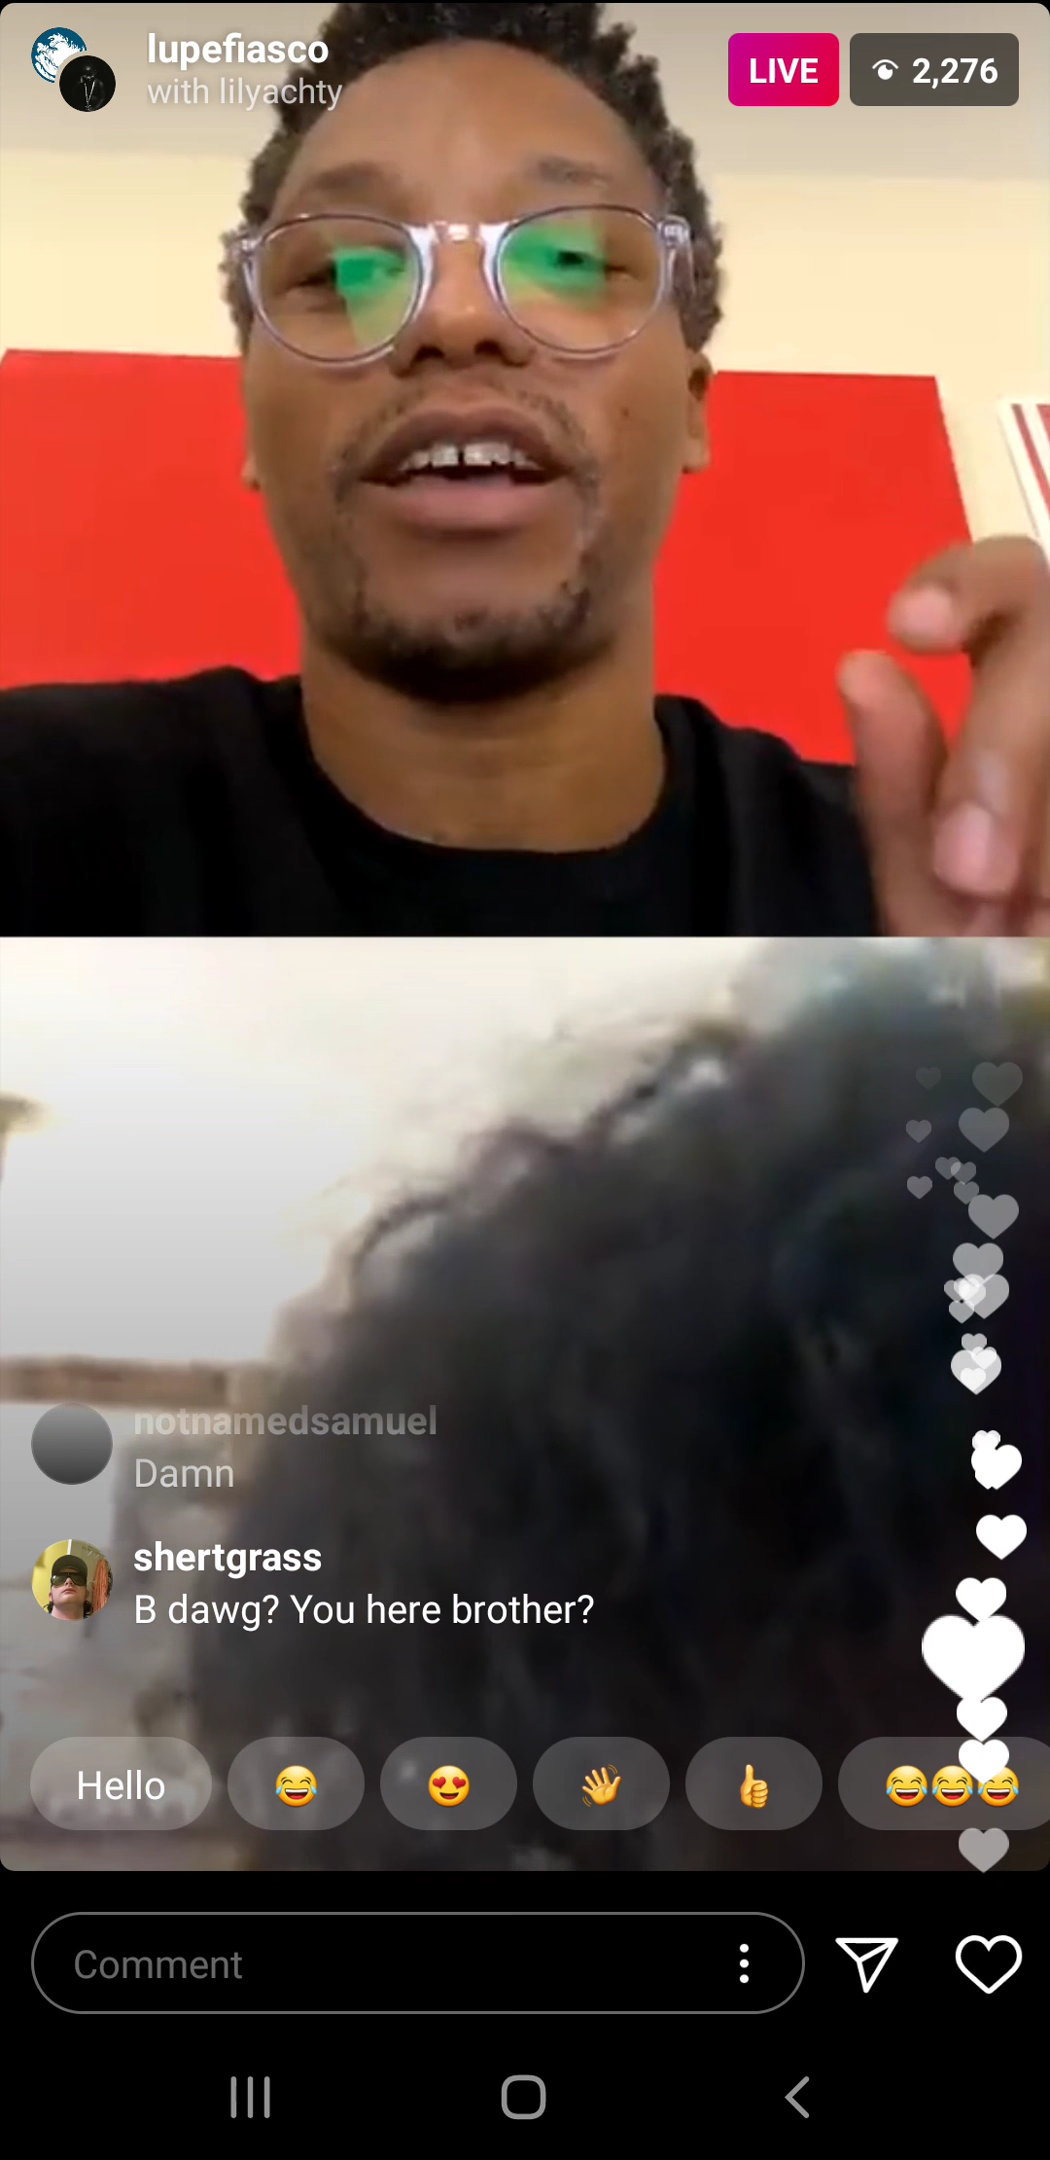 lupefiasco
with lilyachty
LIVE
2,276
notnamedsamuel
Damn
shertgrass
B dawg? You here brother?
Hello
Comment